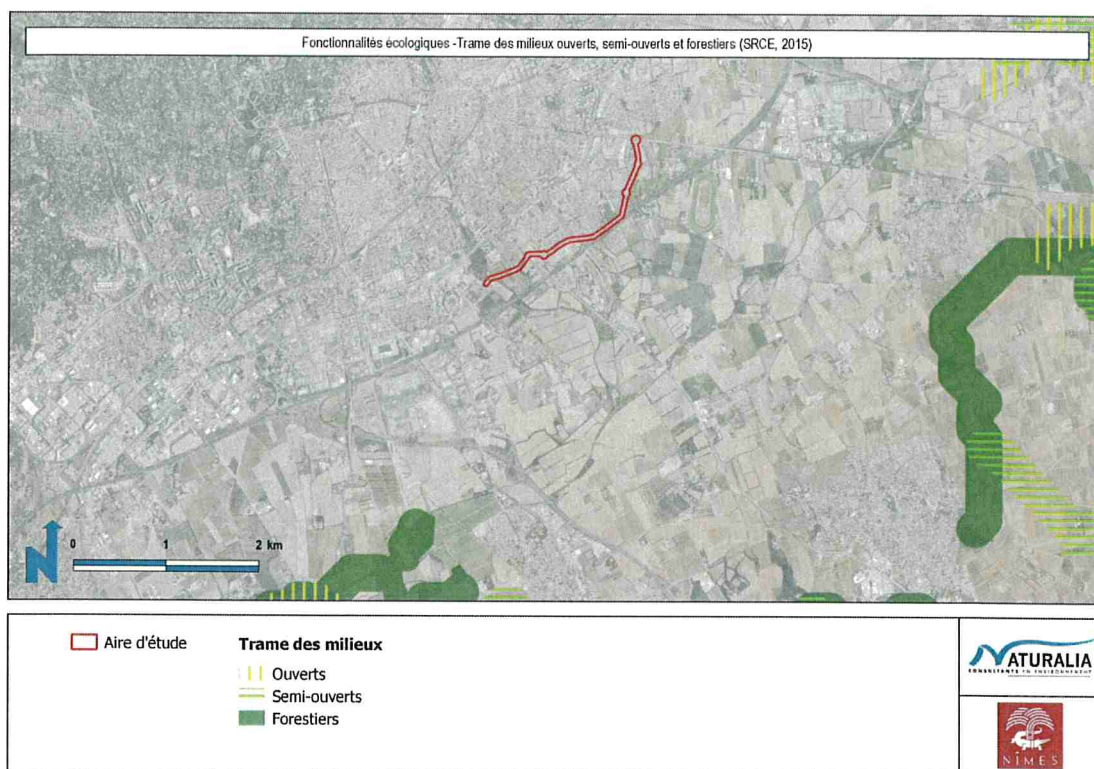 Fonctionnalités écologiques -Trame des milieux ouverts, semi-ouverts et forestiers (SRCE, 2015)
N
0 1 2 km
Aire d'étude
Trame des milieux
Ouverts
Semi-ouverts
Forestiers
NATURALIA
CONSULTANTS EN ENVIRONNEMENT
NÎMES